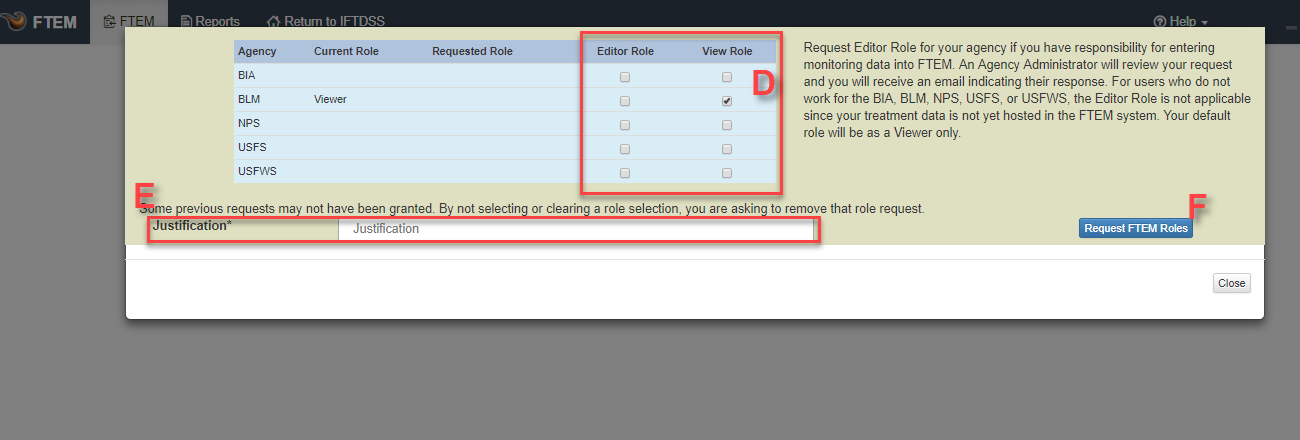 FTEM FTEM Reports Return to IFTDSS Help
Agency Current Role Requested Role Editor Role View Role
BIA
BLM Viewer
NPS
USFS
USFWS
D
Request Editor Role for your agency if you have responsibility for entering
monitoring data into FTEM. An Agency Administrator will review your request
and you will receive an email indicating their response. For users who do not
work for the BIA, BLM, NPS, USFS, or USFWS, the Editor Role is not applicable
since your treatment data is not yet hosted in the FTEM system. Your default
role will be as a Viewer only.
E
Some previous requests may not have been granted. By not selecting or clearing a role selection, you are asking to remove that role request.
Justification* Justification
F
Request FTEM Roles
Close